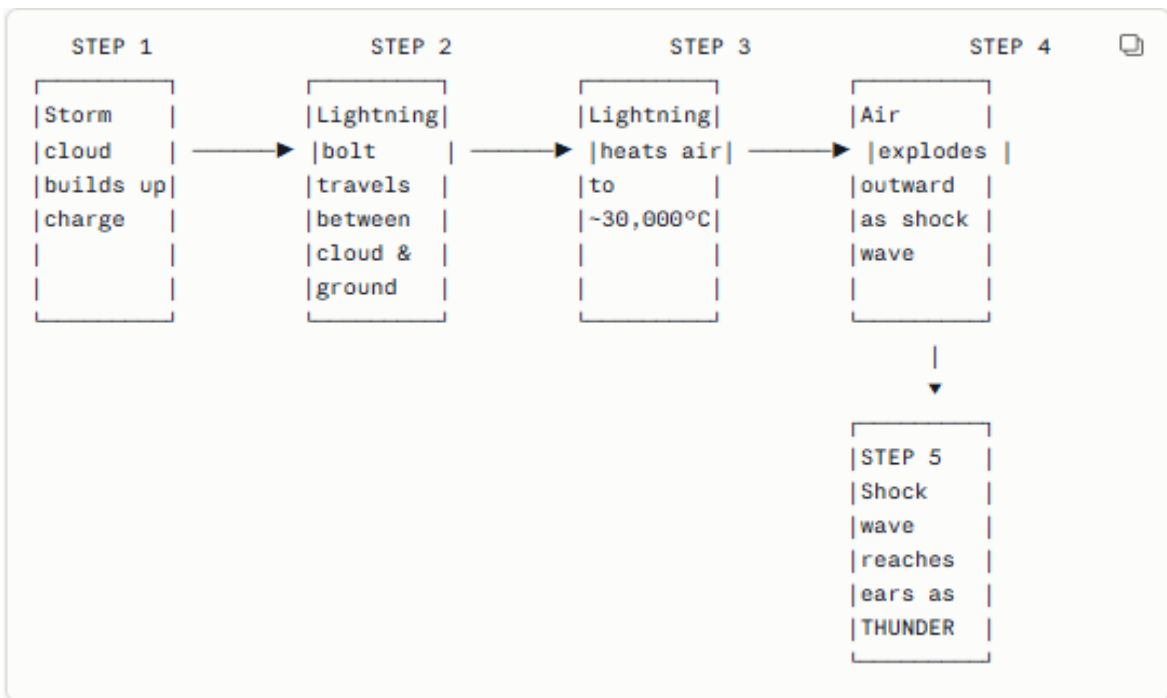 STEP 1 STEP 2 STEP 3 STEP 4
Storm Lightning Lightning Air
cloud bolt heats air explodes
builds up travels to outward
charge between ~30,000°C as shock
cloud & wave
ground
STEP 5
Shock
wave
reaches
ears as
THUNDER